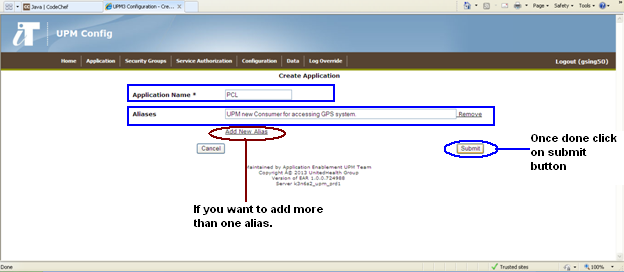 Java | CodeChef
UPM3 Configuration - Cre...
Page
Safety
Tools
iT
UPM Config
Home
Application
Security Groups
Service Authorization
Configuration
Data
Log Override
Logout (gsing50)
Create Application
Application Name *
PCL
Aliases
UPM new Consumer for accessing GPS system
Remove
Add New Alias
Cancel
Submit
Once done click
on submit
button
Maintained by Application Enablement UPM Team
Copyright Â© 2013 UnitedHealth Group
Version of EAR 1.0.0.724988
If you want to add more
than one alias.
Done
Trusted sites
100%